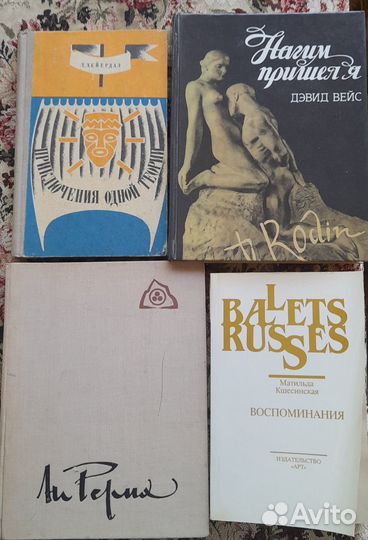 Т. ХЕЙЕРДАЛ
ПРИКЛЮЧЕНИЯ ОДНОЙ ТЕОРИИ
Нагим
пришел я
ДЭВИД ВЕЙС
Rodin
Рерих
BALLETS
RUSSES
Матильда
Кшесинская
ВОСПОМИНАНИЯ
ИЗДАТЕЛЬСТВО
«АРТ»
Avito